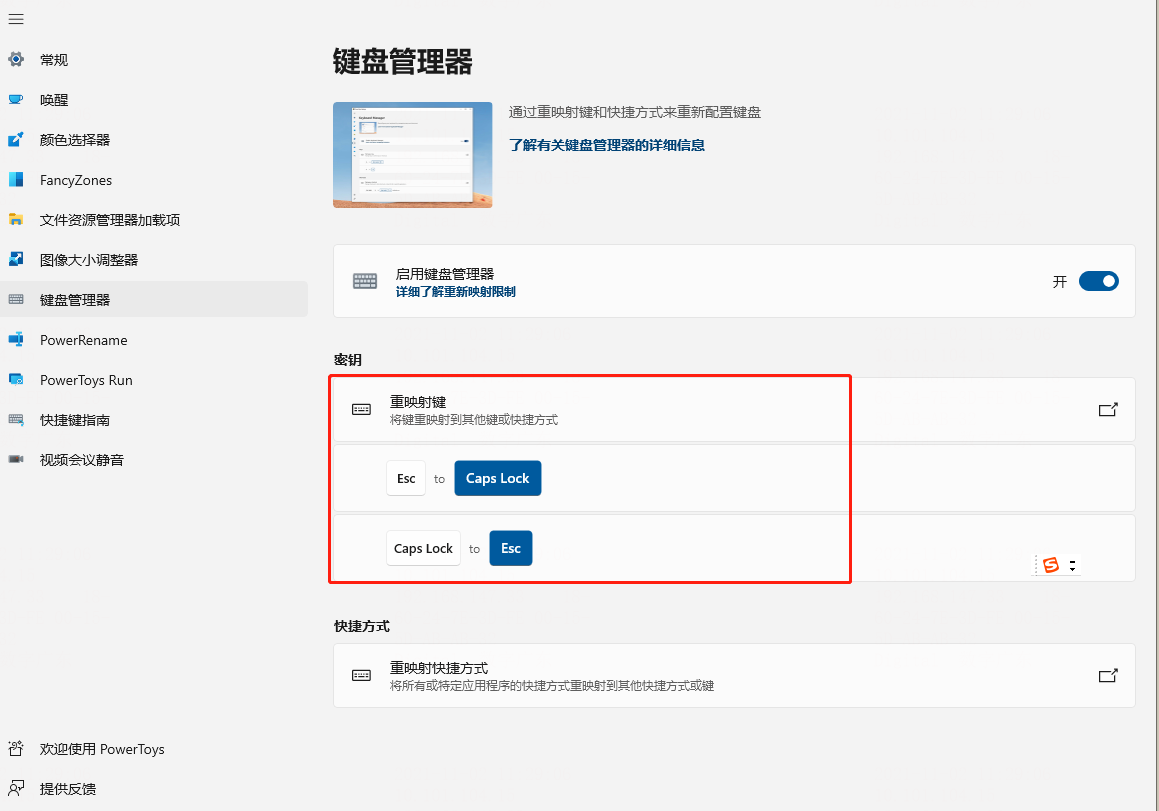 常规
唤醒
颜色选择器
FancyZones
文件资源管理器加载项
图像大小调整器
键盘管理器
PowerRename
PowerToys Run
快捷键指南
视频会议静音
欢迎使用 PowerToys
提供反馈
键盘管理器
通过重映射键和快捷方式来重新配置键盘
了解有关键盘管理器的详细信息
启用键盘管理器
详细了解重新映射限制
开
密钥
重映射键
将键重映射到其他键或快捷方式
Esc to Caps Lock
Caps Lock to Esc
快捷方式
重映射快捷方式
将所有或特定应用程序的快捷方式重映射到其他快捷方式或键